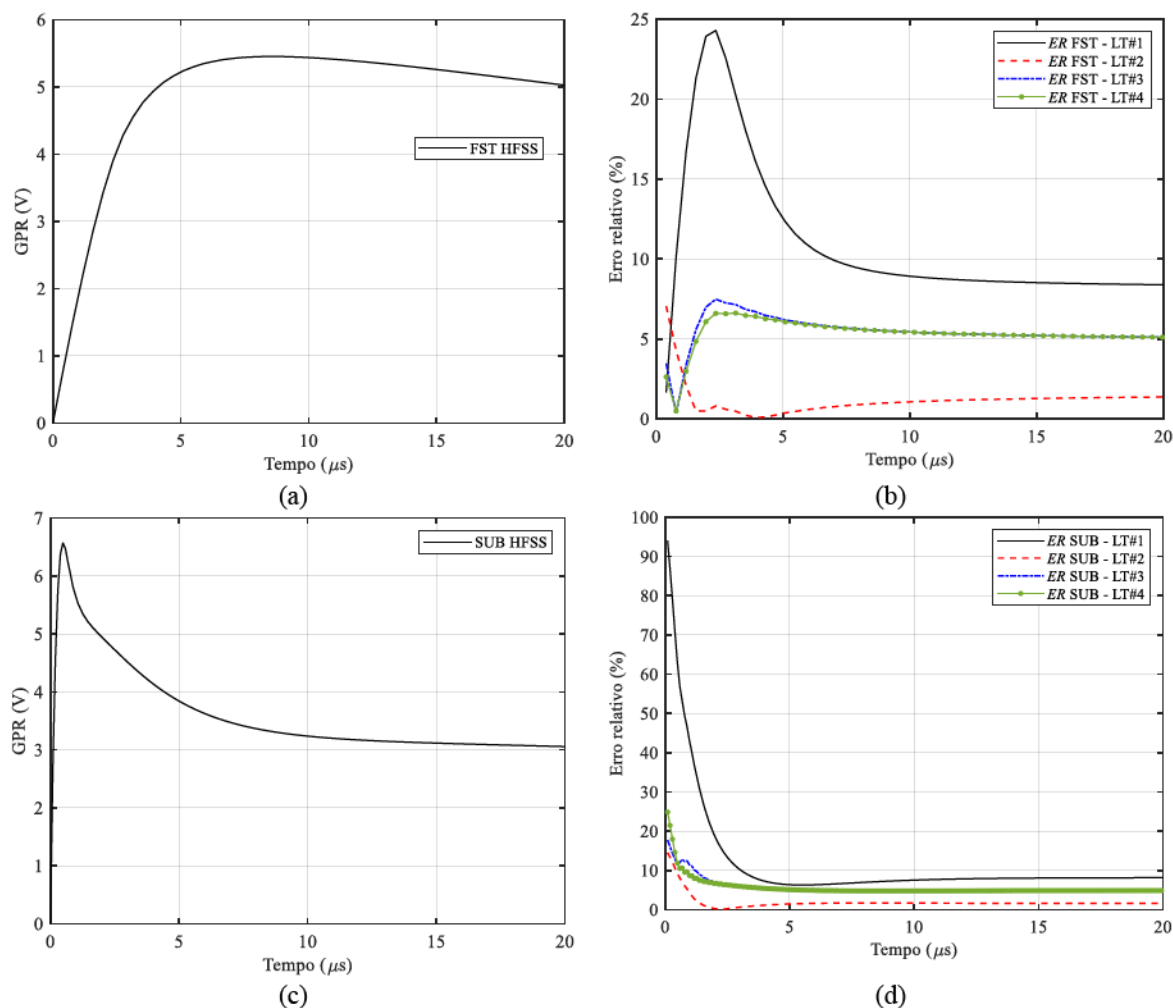 6
5
4
3
2
1
0
GPR (V)
FST HFSS
0 5 10 15 20
Tempo (μs)
(a)
25
20
15
10
5
0
Erro relativo (%)
ER FST - LT#1
ER FST - LT#2
ER FST - LT#3
ER FST - LT#4
0 5 10 15 20
Tempo (μs)
(b)
7
6
5
4
3
2
1
0
GPR (V)
SUB HFSS
0 5 10 15 20
Tempo (μs)
(c)
100
90
80
70
60
50
40
30
20
10
0
Erro relativo (%)
ER SUB - LT#1
ER SUB - LT#2
ER SUB - LT#3
ER SUB - LT#4
0 5 10 15 20
Tempo (μs)
(d)